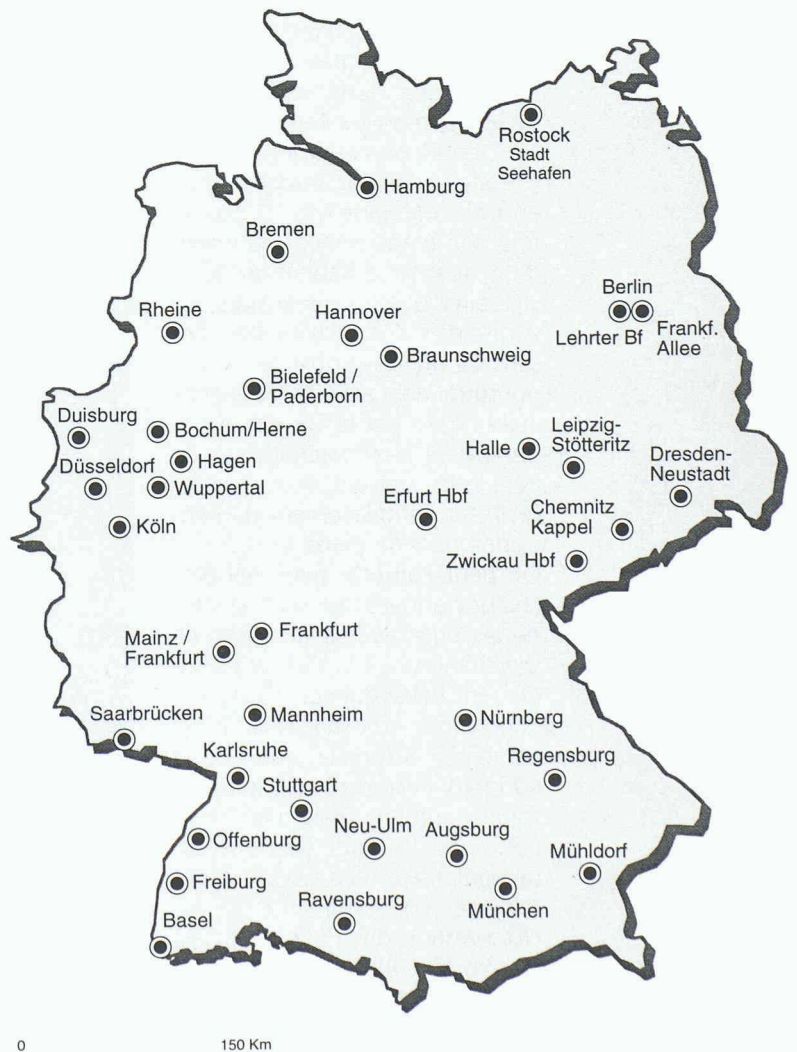 Rostock
Stadt
Seehafen
Hamburg
Bremen
Berlin
Lehrter Bf
Frankf.
Allee
Rheine
Hannover
Braunschweig
Bielefeld /
Paderborn
Duisburg
Bochum/Herne
Halle
Leipzig-
Stötteritz
Dresden-
Neustadt
Hagen
Düsseldorf
Wuppertal
Erfurt Hbf
Chemnitz
Kappel
Köln
Zwickau Hbf
Frankfurt
Mainz /
Frankfurt
Saarbrücken
Mannheim
Nürnberg
Karlsruhe
Regensburg
Stuttgart
Offenburg
Neu-Ulm
Augsburg
Mühldorf
Freiburg
München
Ravensburg
Basel
0 150 Km